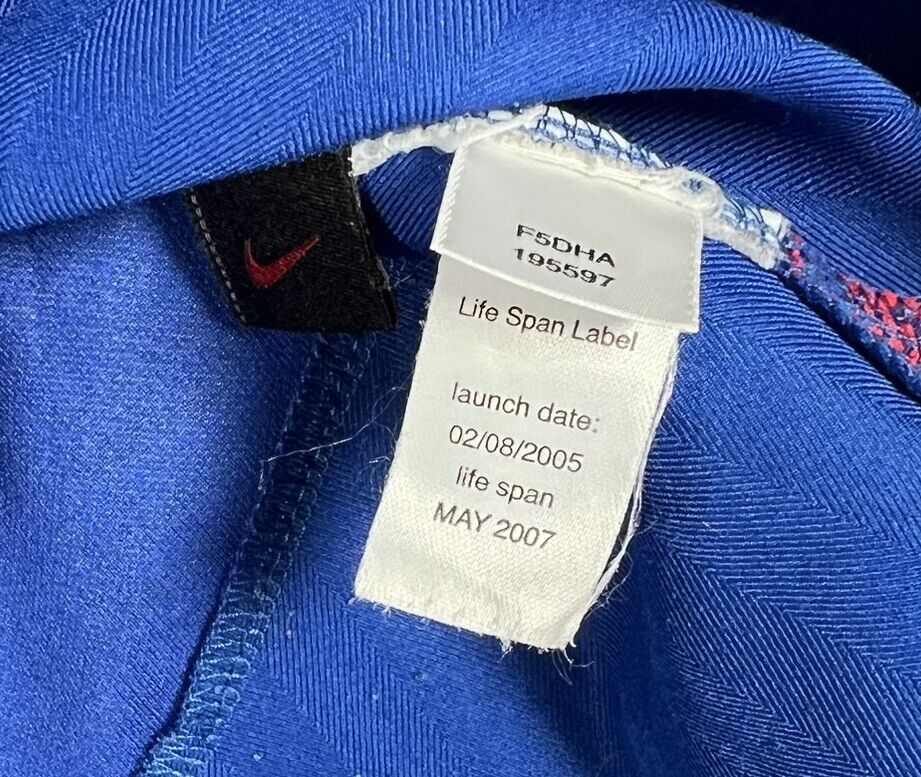 F5DHA
195597
Life Span Label
launch date:
02/08/2005
life span
MAY 2007